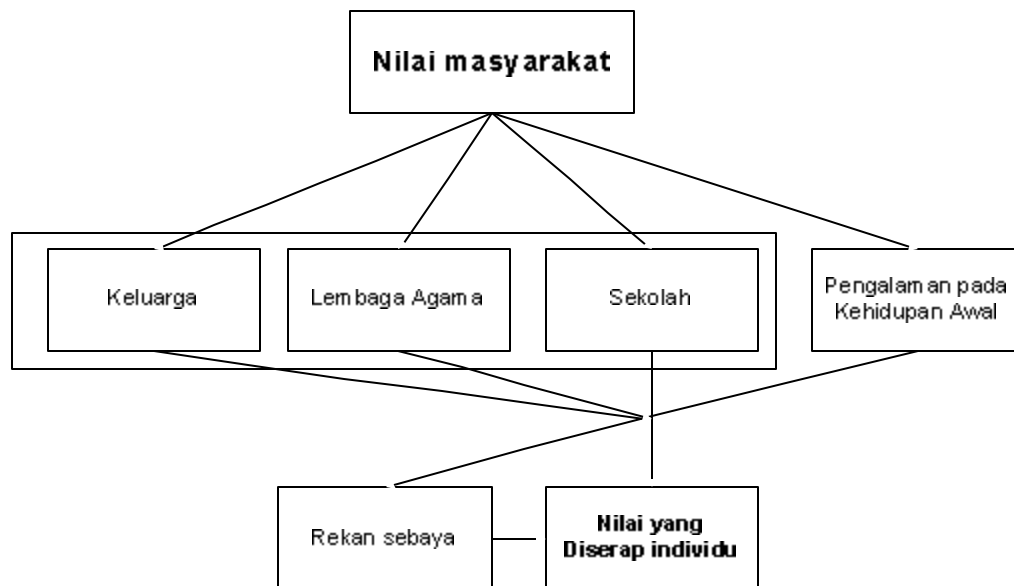 Nilai masyarakat
Keluarga
Lembaga Agama
Sekolah
Pengalaman pada
Kehidupan Awal
Rekan sebaya
Nilai yang
Diserap individu